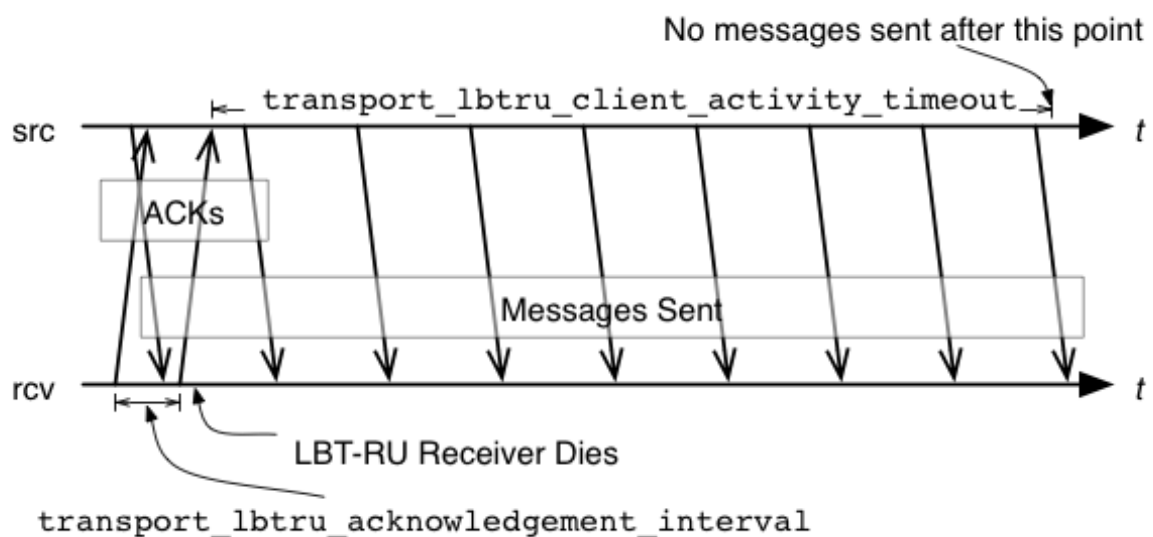 No messages sent after this point
transport_lbtru_client_activity_timeout
src
t
ACKs
Messages Sent
rcv
t
LBT-RU Receiver Dies
transport_lbtru_acknowledgement_interval